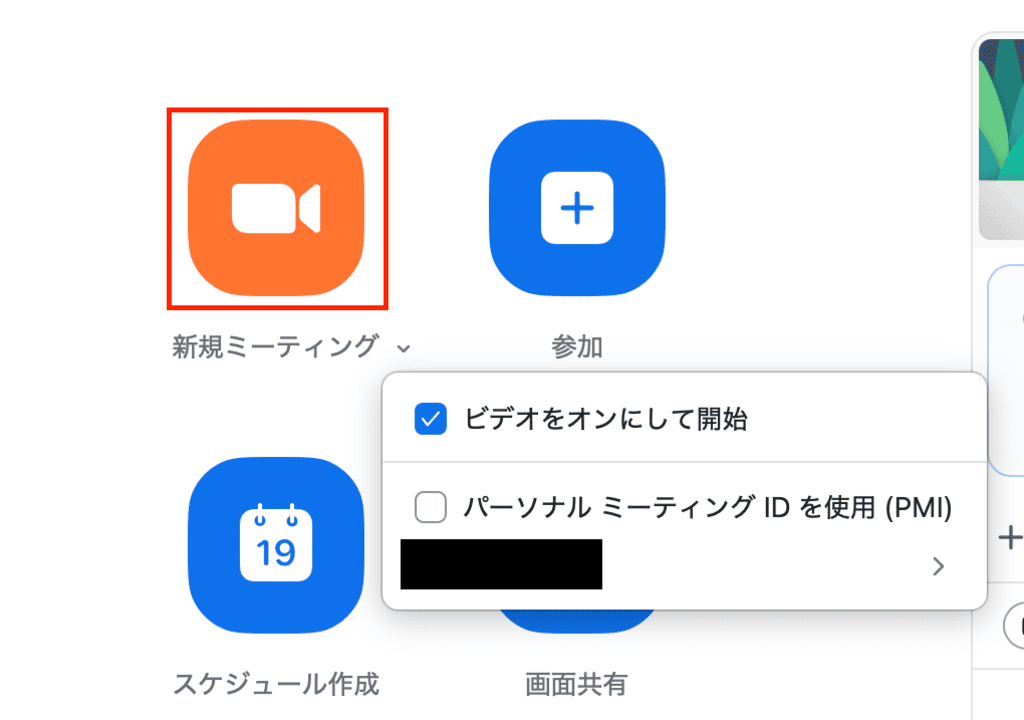 新規ミーティング
参加
ビデオをオンにして開始
パーソナル ミーティング ID を使用 (PMI)
19
スケジュール作成
画面共有